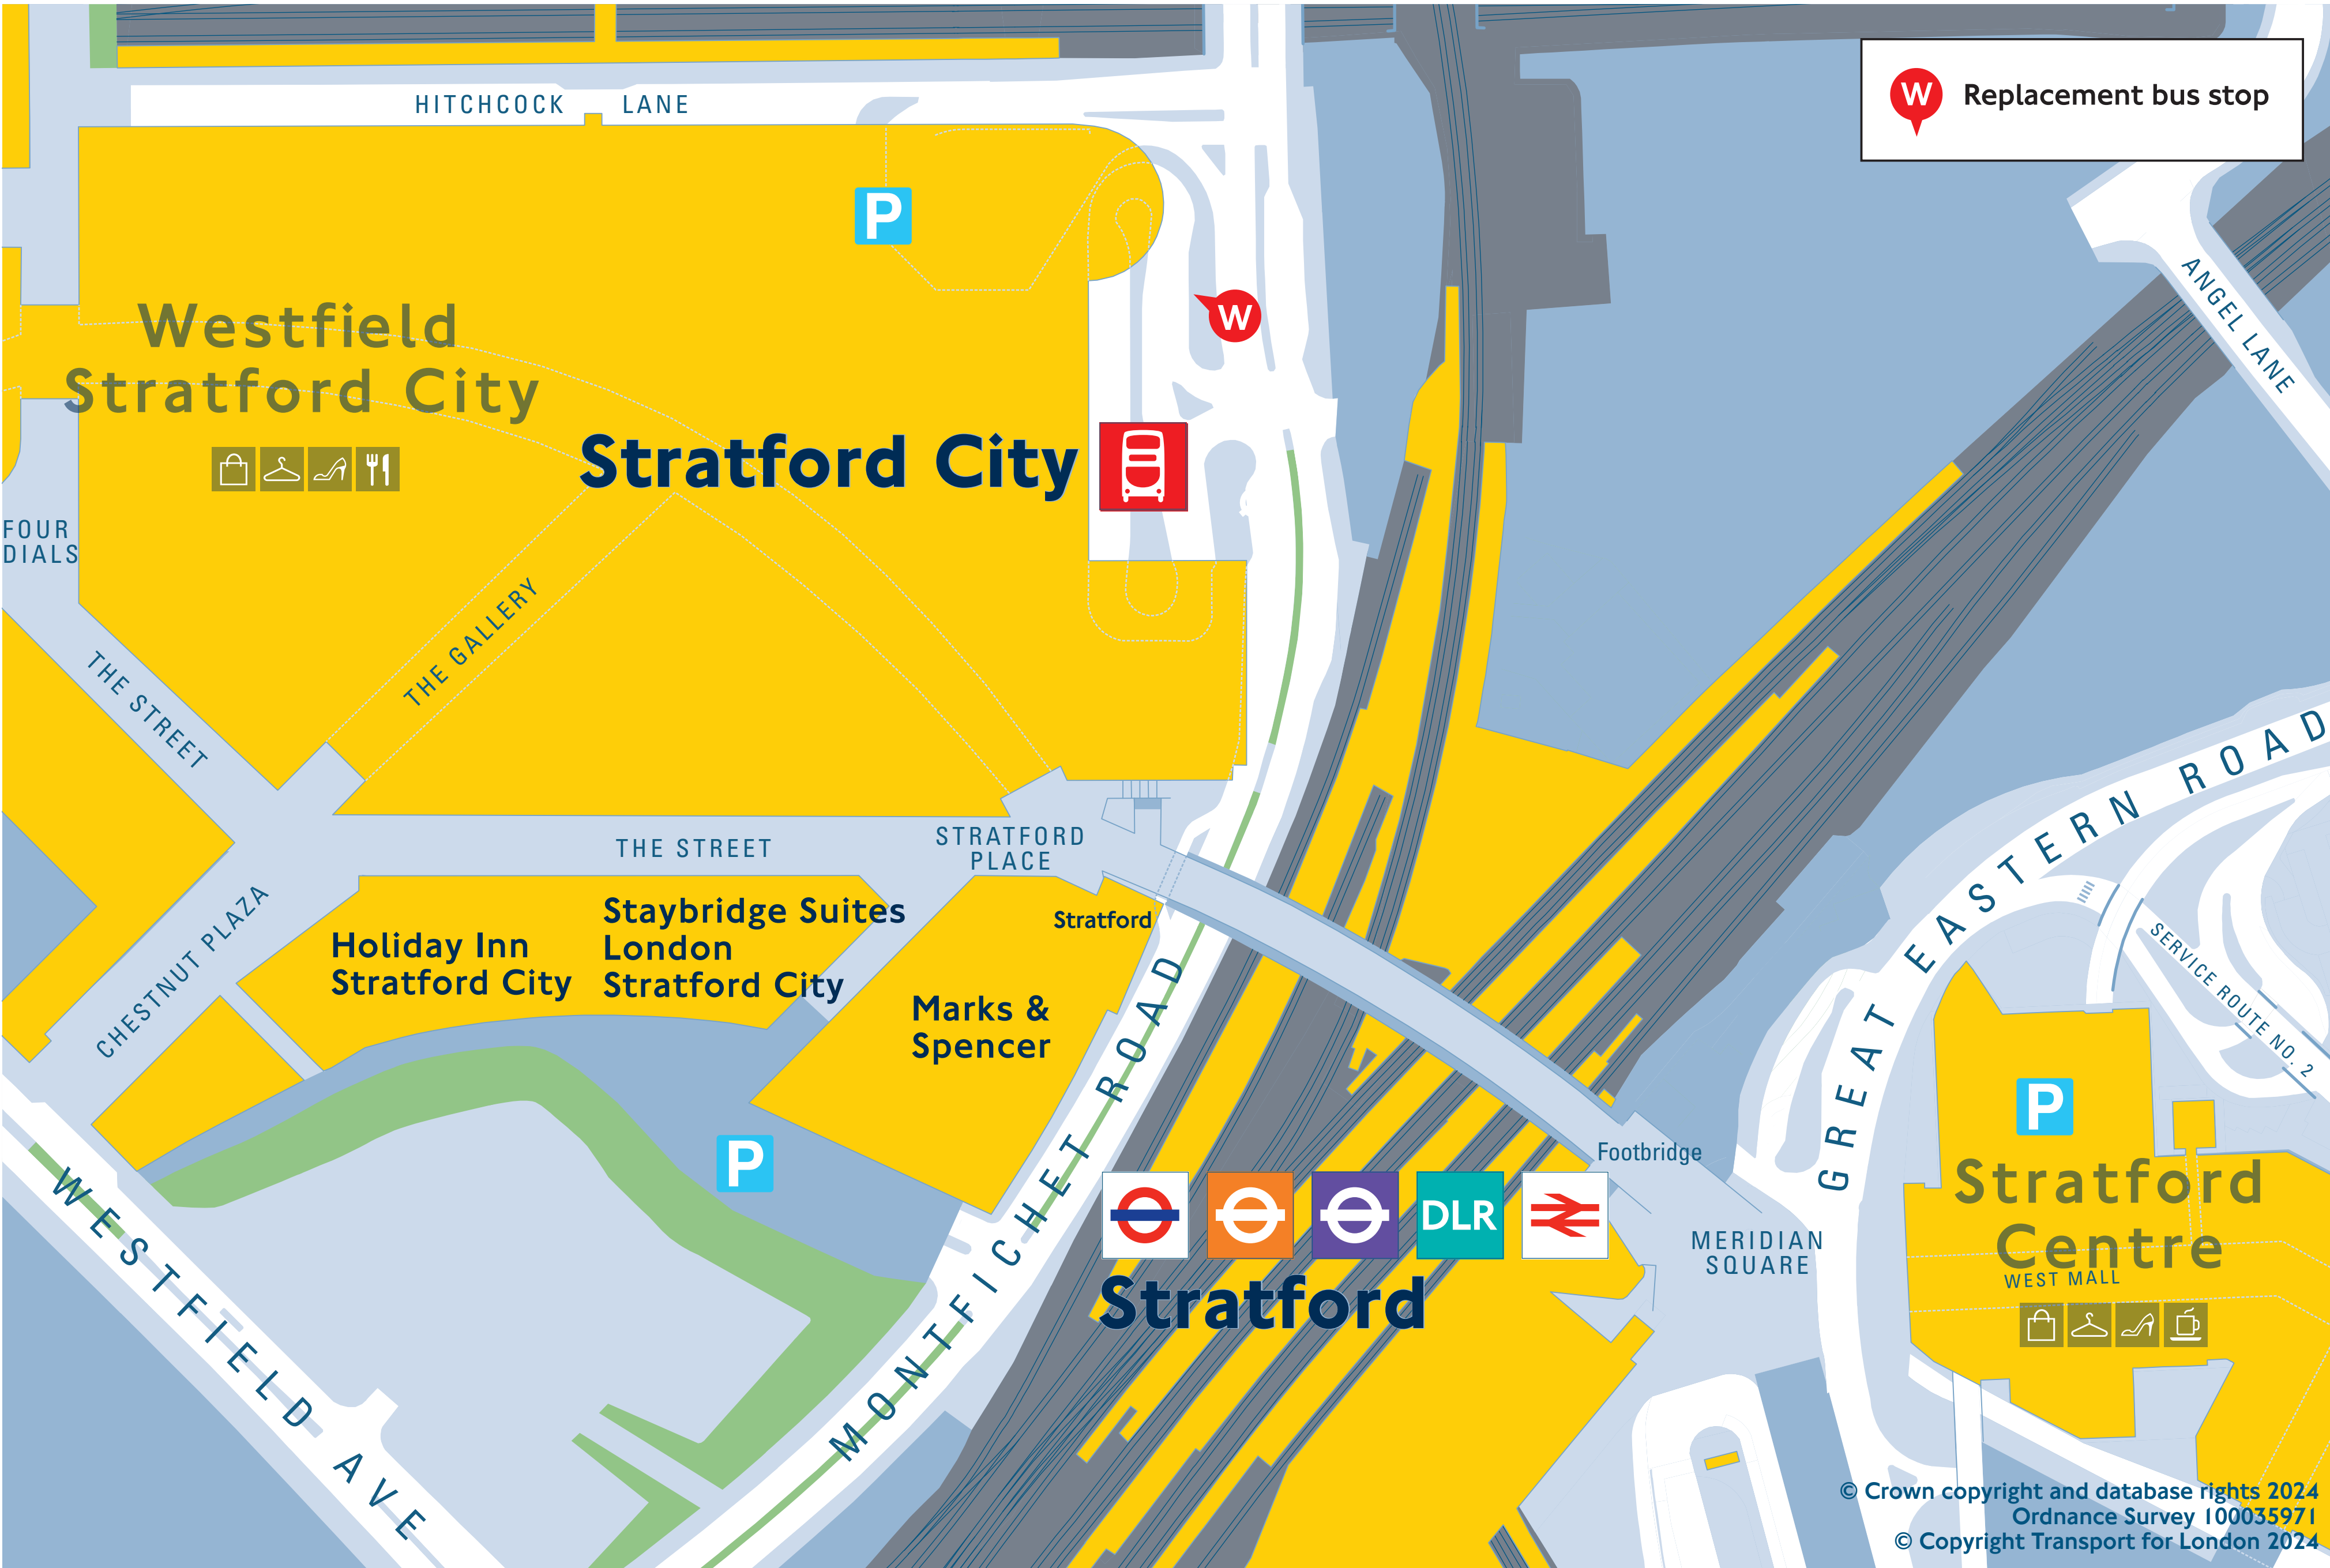 HITCHCOCK LANE
W Replacement bus stop
P
ANGEL LANE
Westfield
Stratford City
W
Stratford City
FOUR
DIALS
THE GALLERY
THE STREET
GREAT EASTERN ROAD
THE STREET
STRATFORD
PLACE
CHESTNUT PLAZA
Holiday Inn
Stratford City
Staybridge Suites
London
Stratford City
Stratford
Marks &
Spencer
SERVICE ROUTE NO. 2
P
P
Footbridge
WESTFIELD AVE
MONTFICHET ROAD
DLR
Stratford
MERIDIAN
SQUARE
Stratford
Centre
WEST MALL
© Crown copyright and database rights 2024
Ordnance Survey 100035971
© Copyright Transport for London 2024